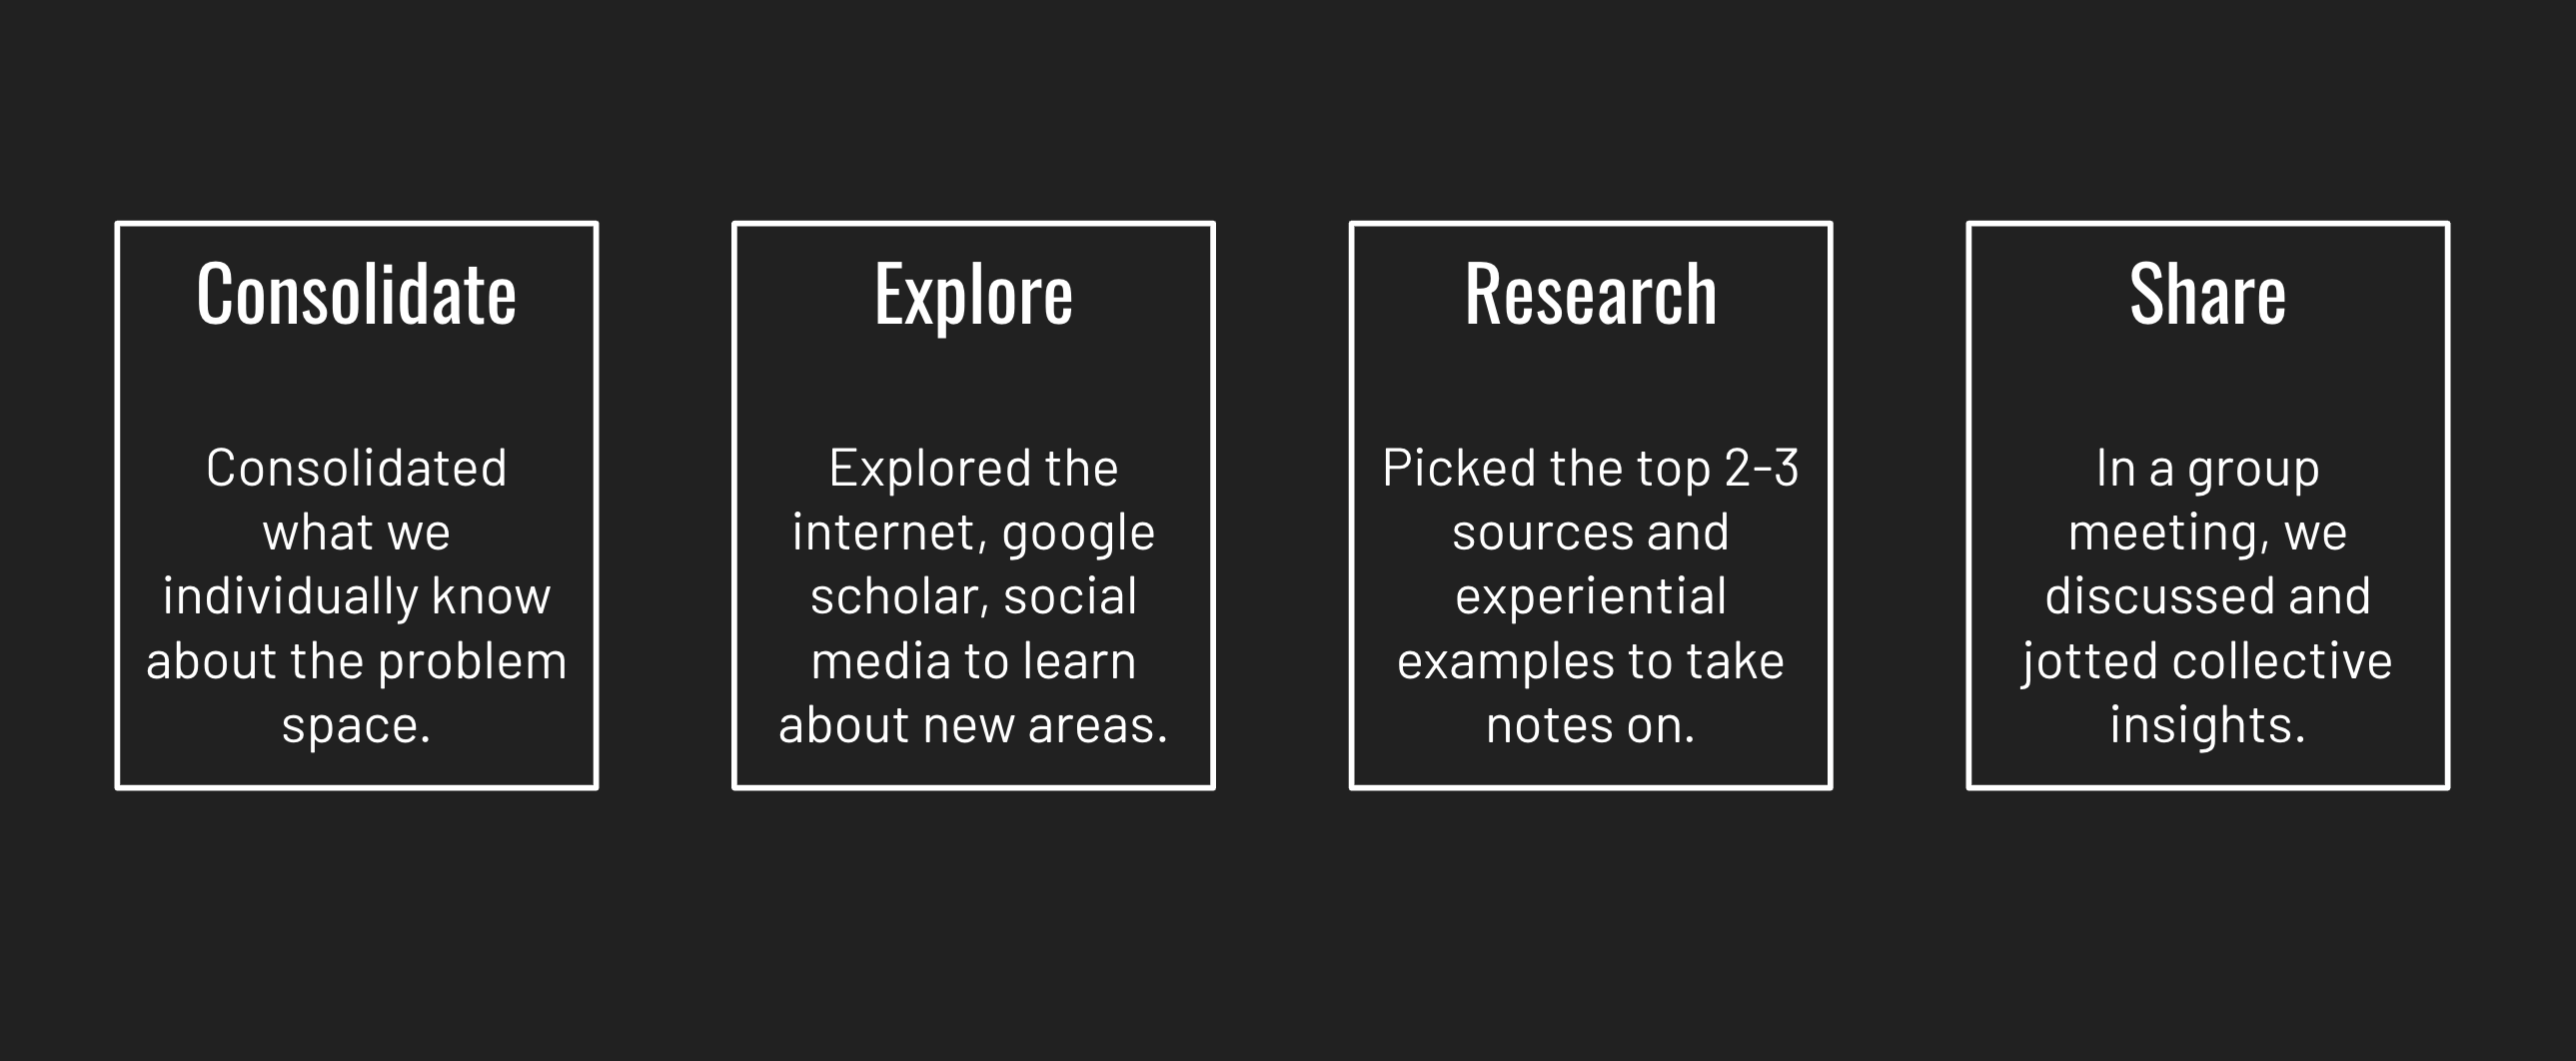 Consolidate
Consolidated
what we
individually know
about the problem
space.
Explore
Explored the
internet, google
scholar, social
media to learn
about new areas.
Research
Picked the top 2-3
sources and
experiential
examples to take
notes on.
Share
In a group
meeting, we
discussed and
jotted collective
insights.